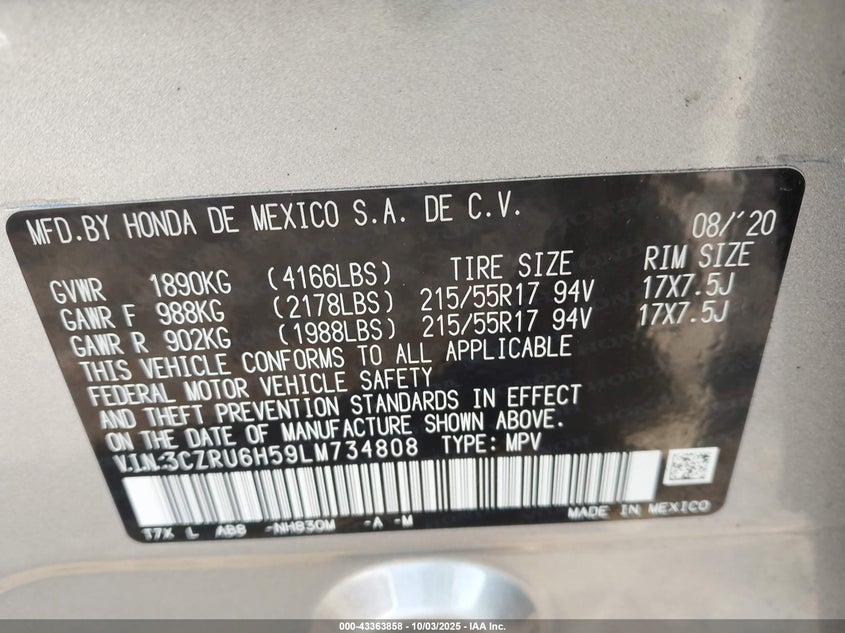 MFD.BY HONDA DE MEXICO S.A. DE C.V. 08/'20
GVWR 1890KG (4166LBS) TIRE SIZE RIM SIZE
GAWR F 988KG (2178LBS) 215/55R17 94V 17X7.5J
GAWR R 902KG (1988LBS) 215/55R17 94V 17X7.5J
THIS VEHICLE CONFORMS TO ALL APPLICABLE
FEDERAL MOTOR VEHICLE SAFETY
AND THEFT PREVENTION STANDARDS IN EFFECT
ON THE DATE OF MANUFACTURE SHOWN ABOVE.
V.I.N:3CZRU6H59LM734808 TYPE: MPV
T7X L ABB -NH830M -A -M MADE IN MEXICO
000-43363858 - 10/03/2025 - IAA Inc.